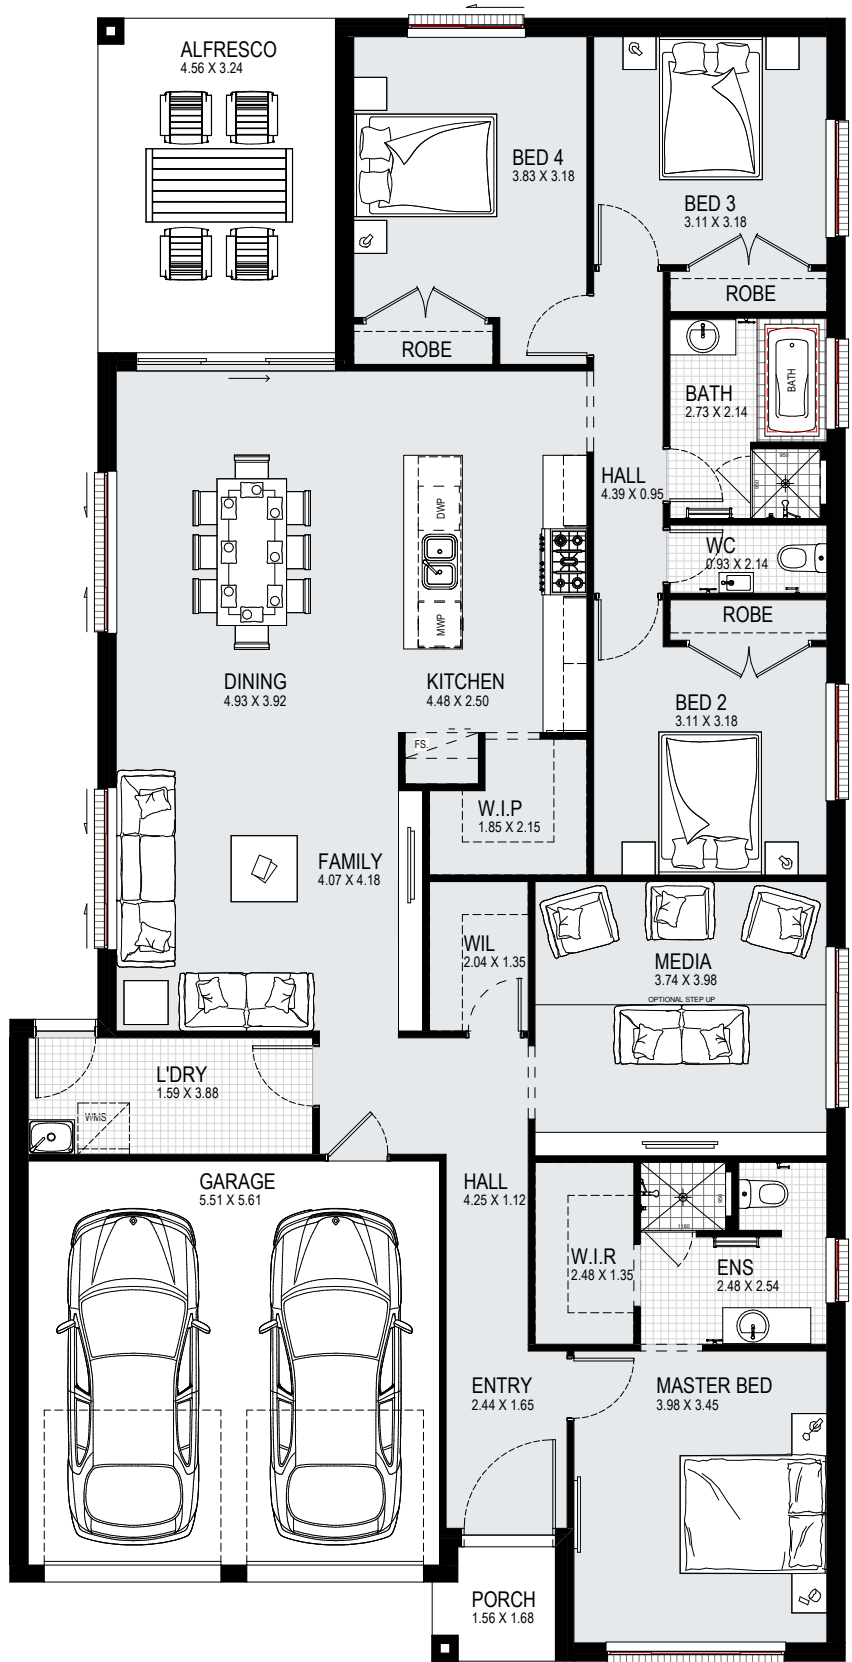 ALFRESCO
4.56 X 3.24
BED 4
3.83 X 3.18
BED 3
3.11 X 3.18
ROBE
ROBE
BATH
2.73 X 2.14
BATH
950
950
HALL
4.39 X 0.95
DWP
MWP
WC
0.93 X 2.14
ROBE
DINING
4.93 X 3.92
KITCHEN
4.48 X 2.50
BED 2
3.11 X 3.18
FS.
W.I.P
1.85 X 2.15
FAMILY
4.07 X 4.18
WIL
2.04 X 1.35
MEDIA
3.74 X 3.98
OPTIONAL STEP UP
L'DRY
1.59 X 3.88
WMS
GARAGE
5.51 X 5.61
HALL
4.25 X 1.12
950
1160
W.I.R
2.48 X 1.35
ENS
2.48 X 2.54
ENTRY
2.44 X 1.65
MASTER BED
3.98 X 3.45
PORCH
1.56 X 1.68